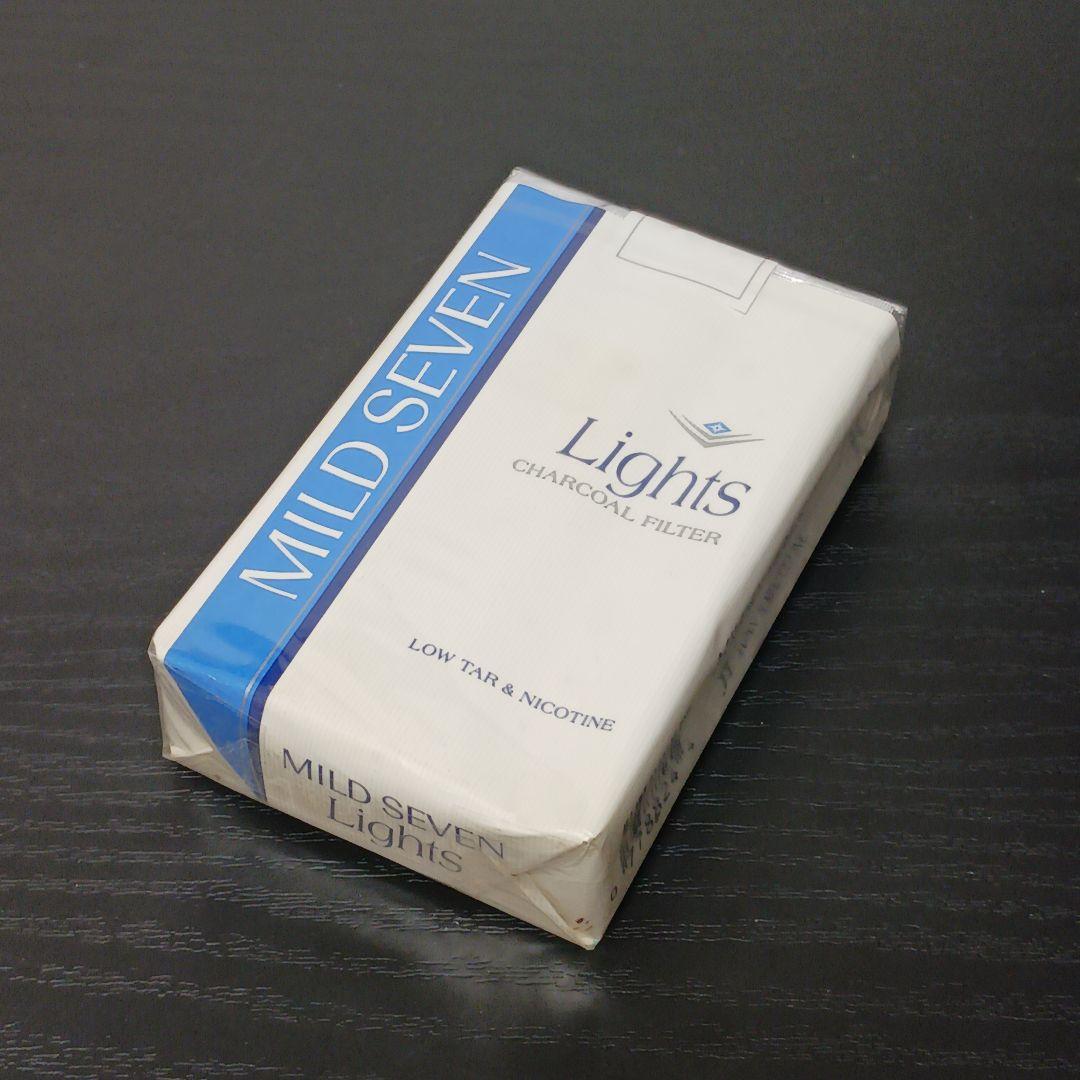 MILD SEVEN
Lights
CHARCOAL FILTER
LOW TAR & NICOTINE
MILD SEVEN
Lights